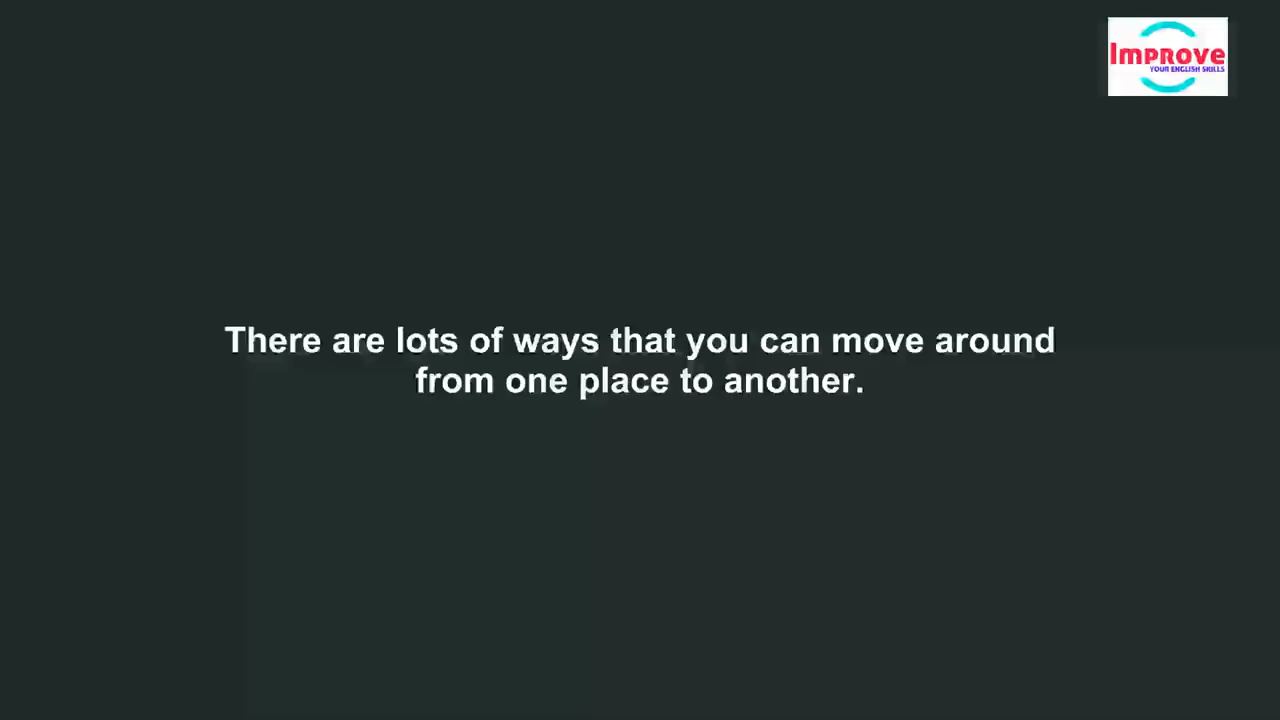 Improve
YOUR ENGLISH SKILLS
There are lots of ways that you can move around
from one place to another.